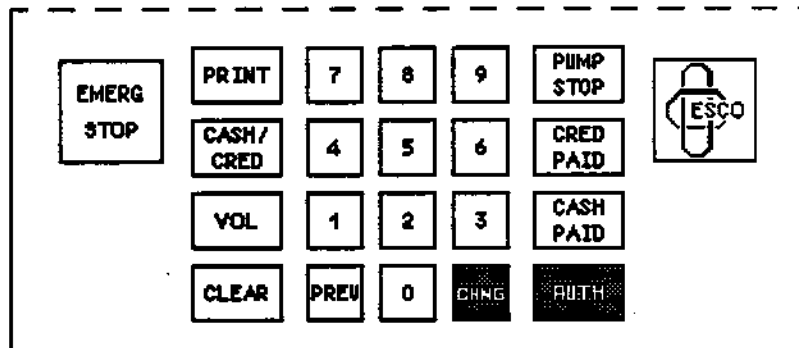 EMERG
STOP
PRINT
7
8
9
PUMP
STOP
ESCO
CASH/
CRED
4
5
6
CRED
PAID
VOL
1
2
3
CASH
PAID
CLEAR
PREV
0
CHNG
AUTH